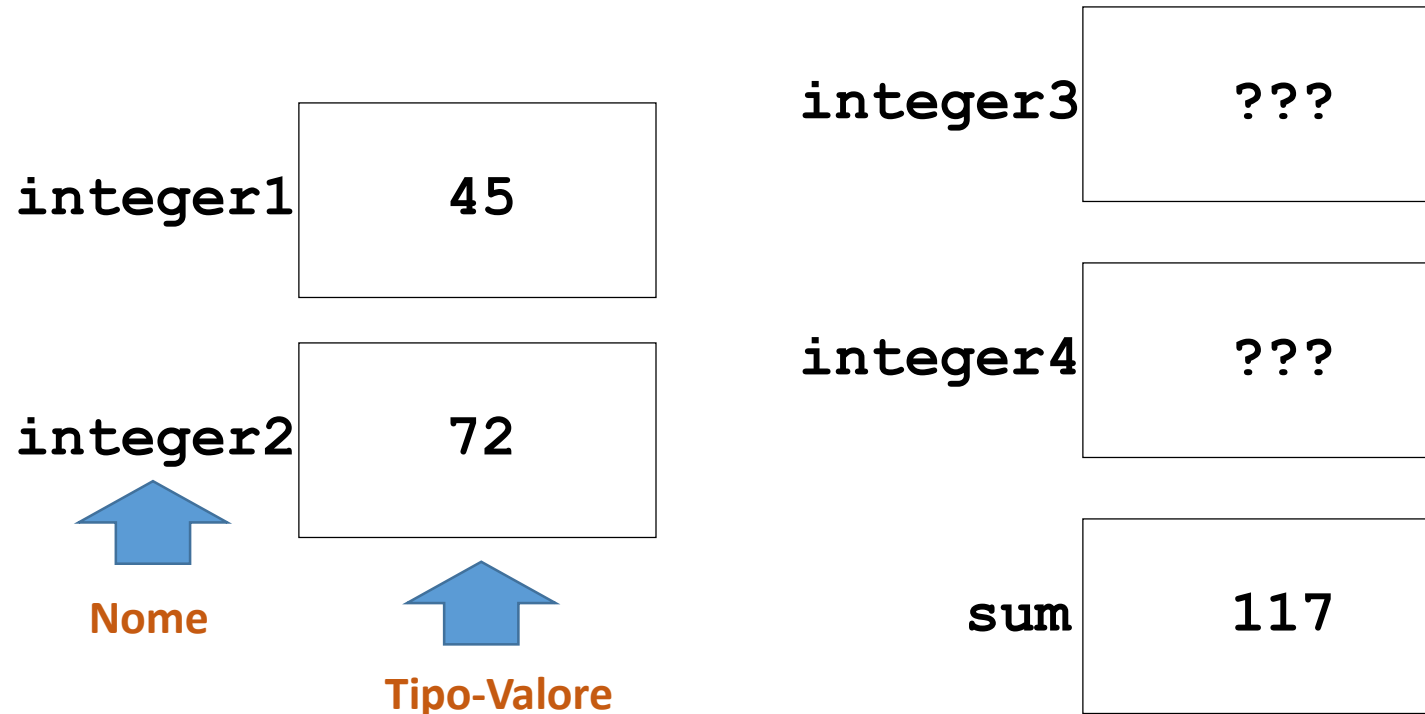 integer1 45
integer2 72
Nome
Tipo-Valore
integer3 ???
integer4 ???
sum 117